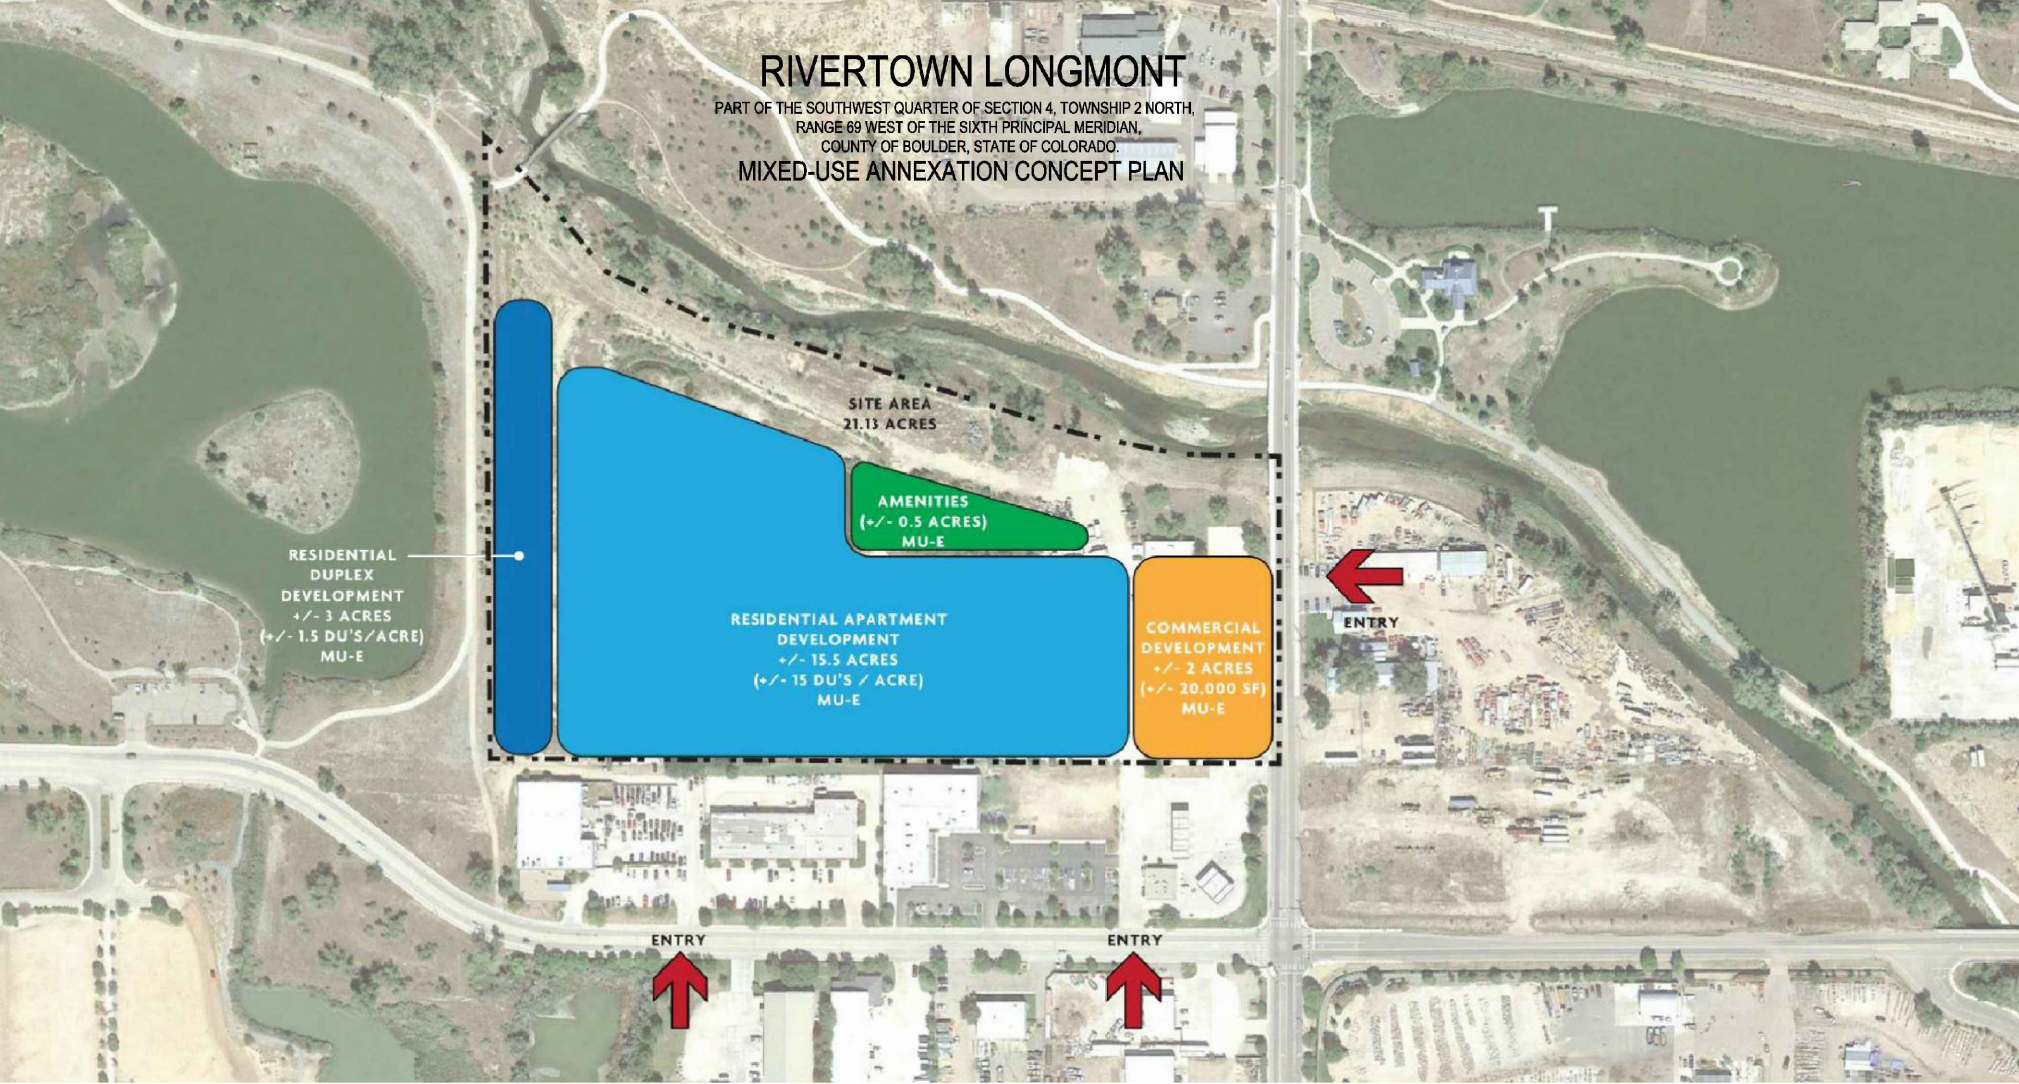 RIVERTOWN LONGMONT
PART OF THE SOUTHWEST QUARTER OF SECTION 4, TOWNSHIP 2 NORTH,
RANGE 69 WEST OF THE SIXTH PRINCIPAL MERIDIAN,
COUNTY OF BOULDER, STATE OF COLORADO.
MIXED-USE ANNEXATION CONCEPT PLAN
SITE AREA
21.13 ACRES
AMENITIES
(+/- 0.5 ACRES)
MU-E
RESIDENTIAL
DUPLEX
DEVELOPMENT
+/- 3 ACRES
(+/- 1.5 DU'S/ACRE)
MU-E
RESIDENTIAL APARTMENT
DEVELOPMENT
+/- 15.5 ACRES
(+/- 15 DU'S / ACRE)
MU-E
COMMERCIAL
DEVELOPMENT
+/- 2 ACRES
(+/- 20,000 SF)
MU-E
ENTRY
ENTRY
ENTRY